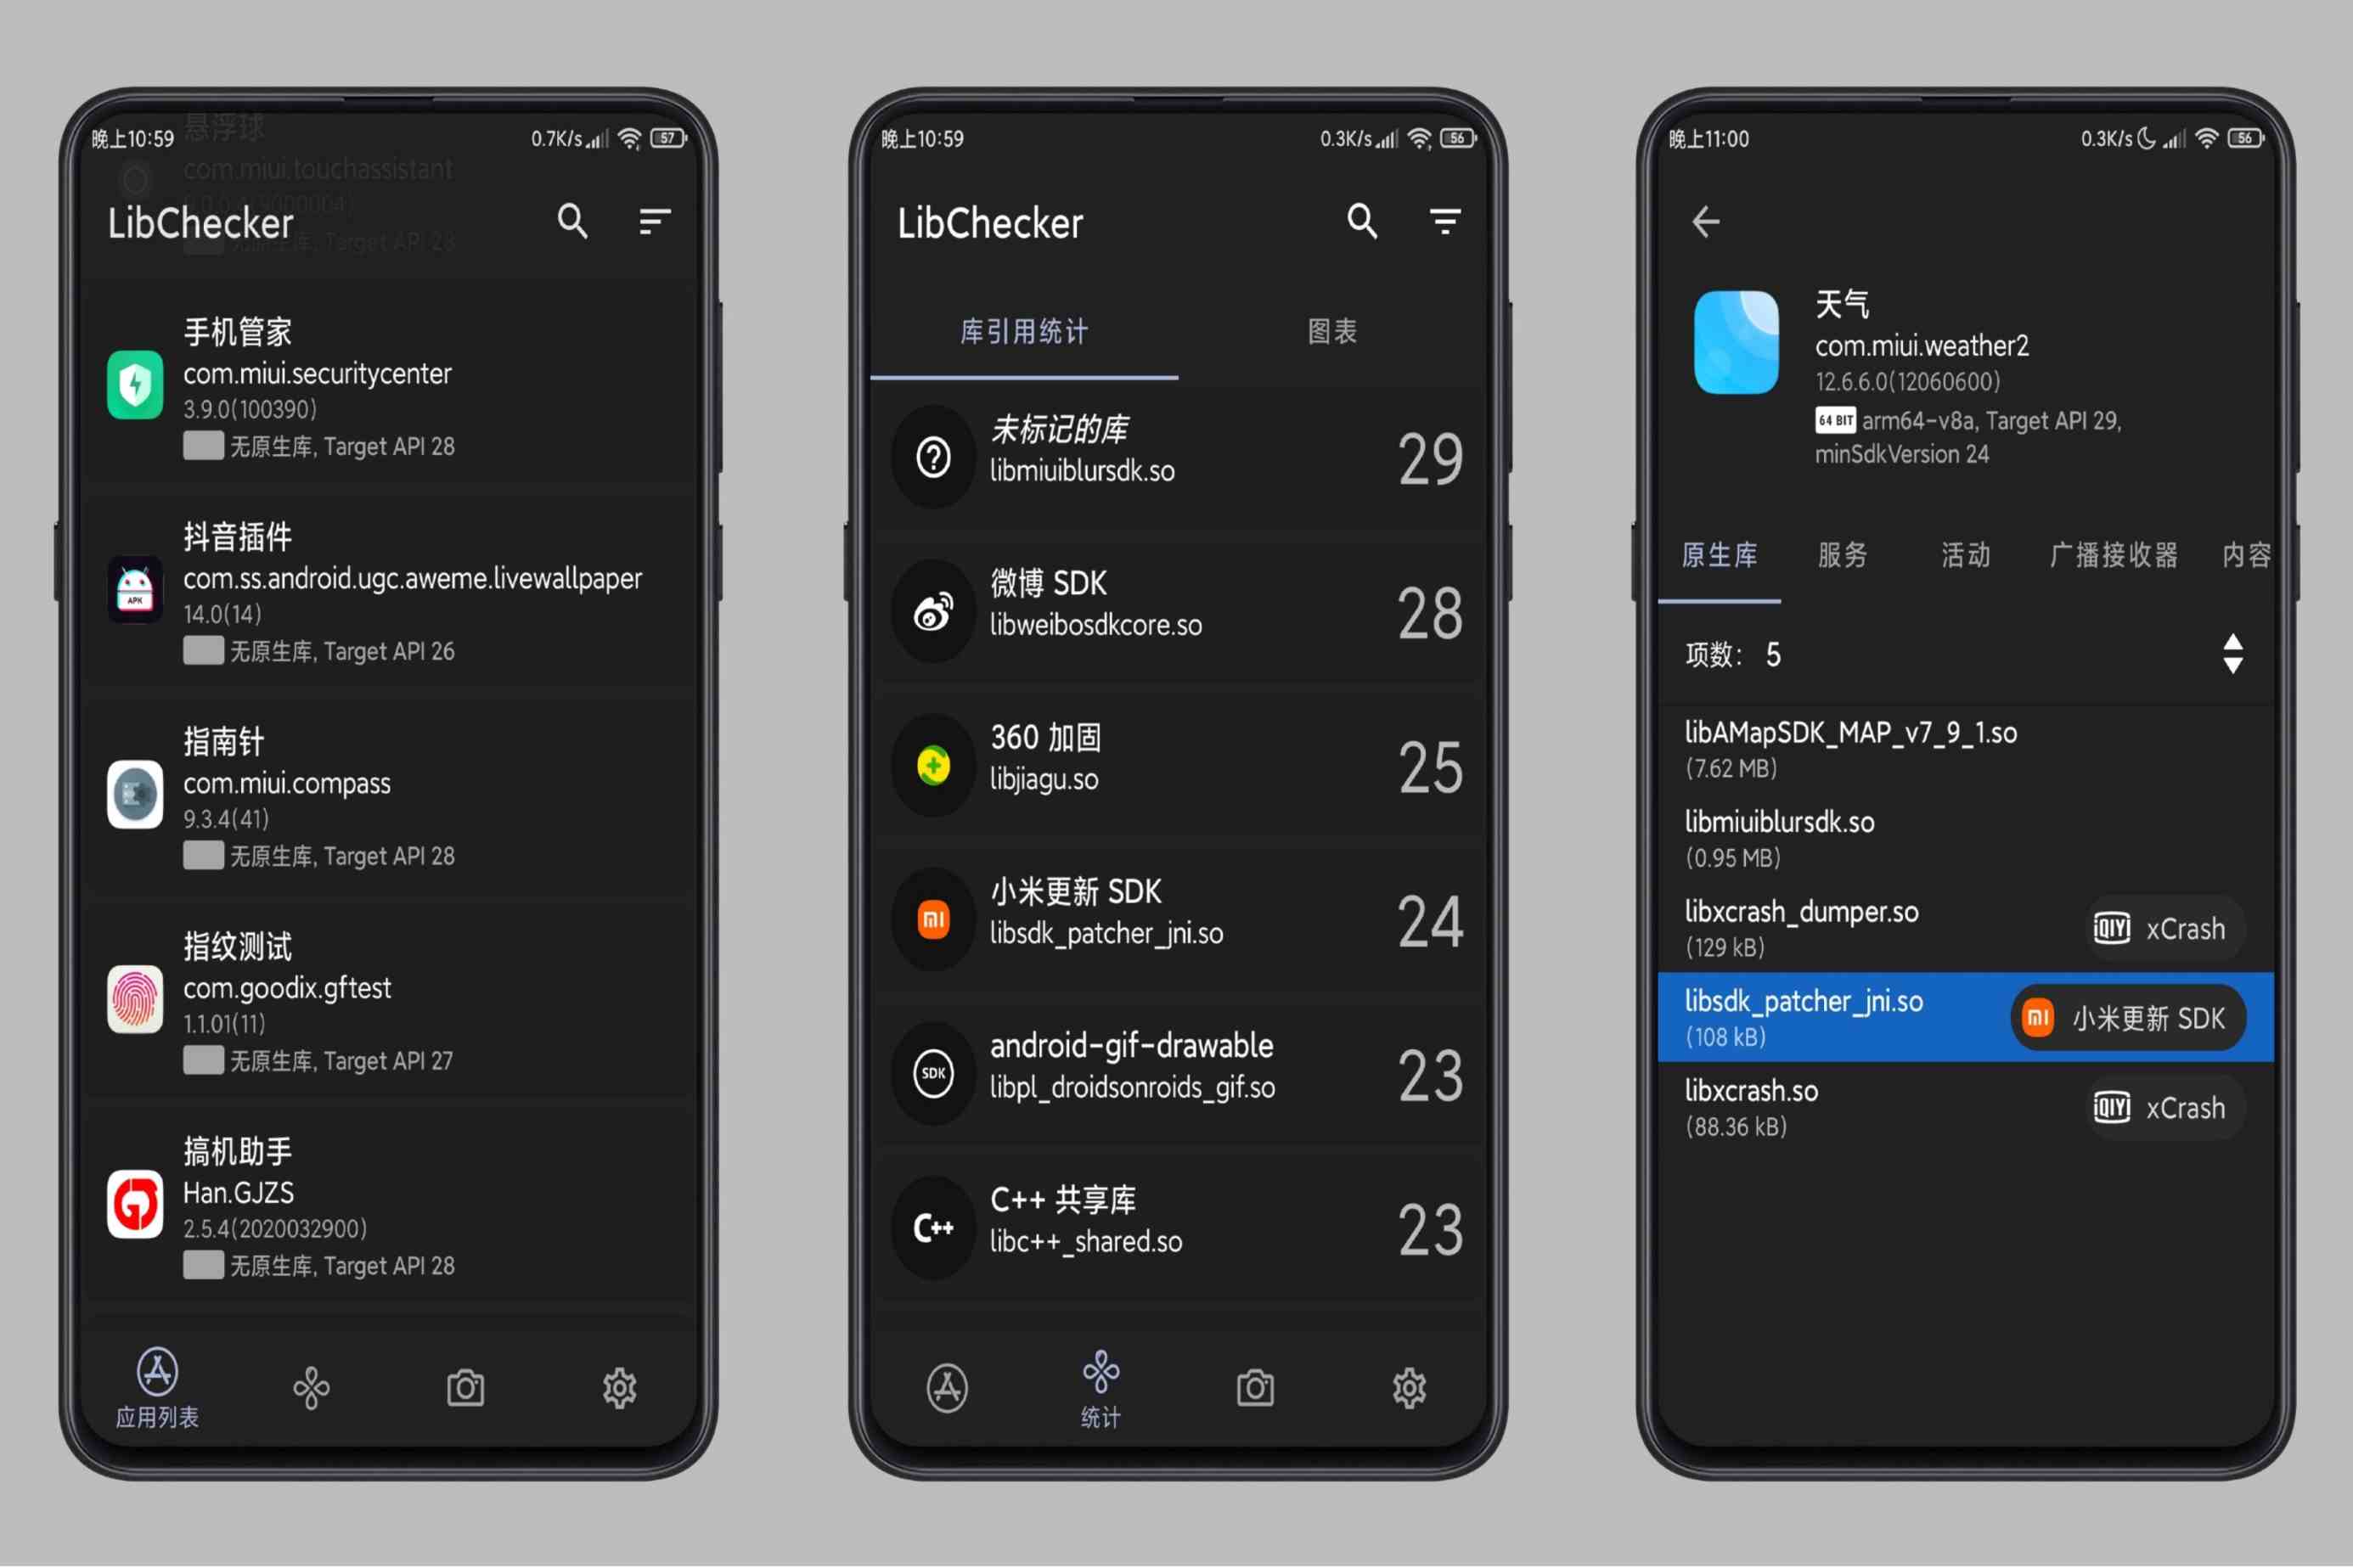 晚上10:59
0.7K/s
57
悬浮球
com.miui.touchassistant
LibChecker
Target API 28
手机管家
com.miui.securitycenter
3.9.0(100390)
无原生库, Target API 28
抖音插件
com.ss.android.ugc.aweme.livewallpaper
14.0(14)
APK
无原生库, Target API 26
指南针
com.miui.compass
9.3.4(41)
无原生库, Target API 28
指纹测试
com.goodix.gftest
1.1.01(11)
无原生库, Target API 27
搞机助手
Han.GJZS
2.5.4(2020032900)
无原生库, Target API 28
应用列表
晚上10:59
0.3K/s
56
LibChecker
库引用统计
图表
未标记的库
libmiuiblursdk.so
29
微博 SDK
libweibosdkcore.so
28
360 加固
libjiagu.so
25
小米更新 SDK
libsdk_patcher_jni.so
24
android-gif-drawable
SDK
libpl_droidsonroids_gif.so
23
C++ 共享库
C++
libc++_shared.so
23
统计
晚上11:00
0.3K/s
56
天气
com.miui.weather2
12.6.6.0(12060600)
64 BIT arm64-v8a, Target API 29,
minSdkVersion 24
原生库
服务
活动
广播接收器
内容
项数： 5
libAMapSDK_MAP_v7_9_1.so
(7.62 MB)
libmiuiblursdk.so
(0.95 MB)
libxcrash_dumper.so
(129 kB)
iQIYI xCrash
libsdk_patcher_jni.so
(108 kB)
小米更新 SDK
libxcrash.so
(88.36 kB)
iQIYI xCrash